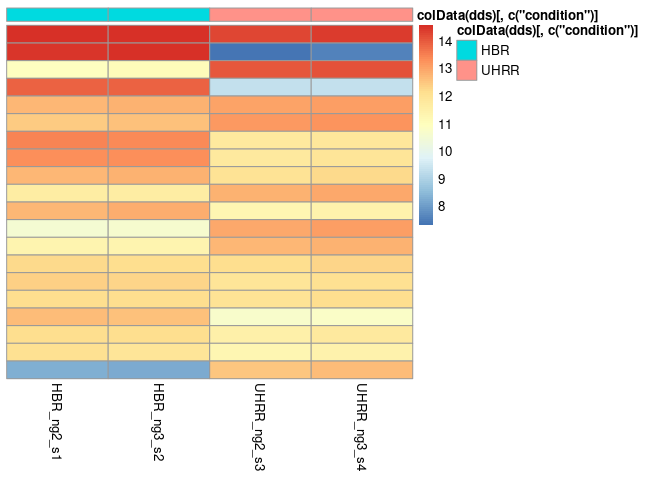 colData(dds)[, c("condition")]
colData(dds)[, c("condition")]
HBR
UHRR
14
13
12
11
10
9
8
HBR_ng2_s1
HBR_ng3_s2
UHRR_ng2_s3
UHRR_ng3_s4